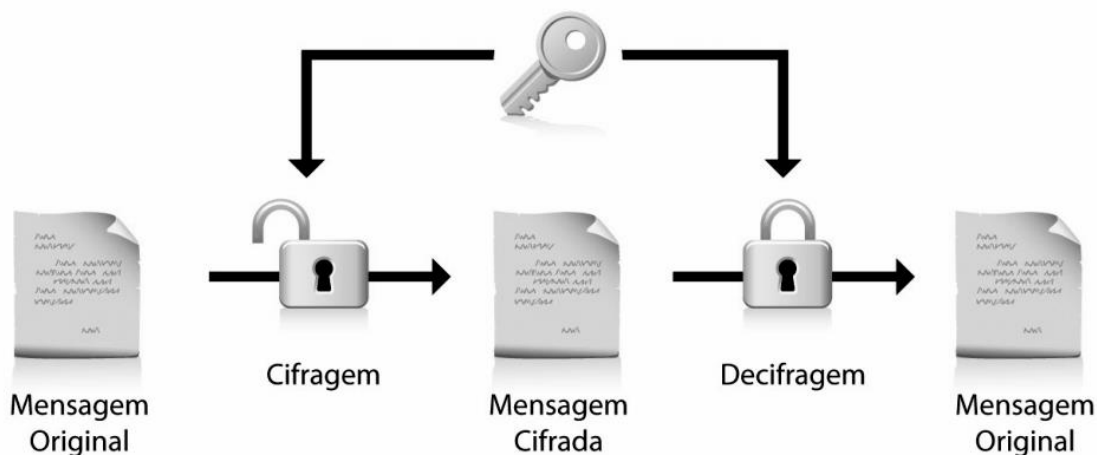 Cifragem
Decifragem
Mensagem
Original
Mensagem
Cifrada
Mensagem
Original